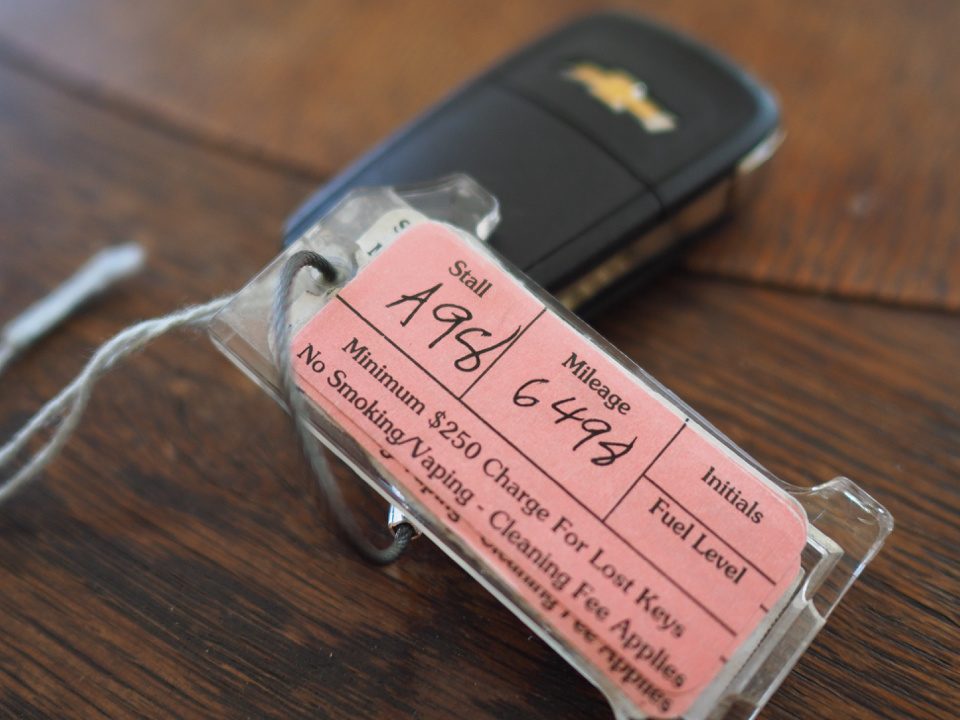 Stall
A98
Mileage
6498
Initials
Fuel Level
Minimum $250 Charge For Lost Keys
No Smoking/Vaping - Cleaning Fee Applies